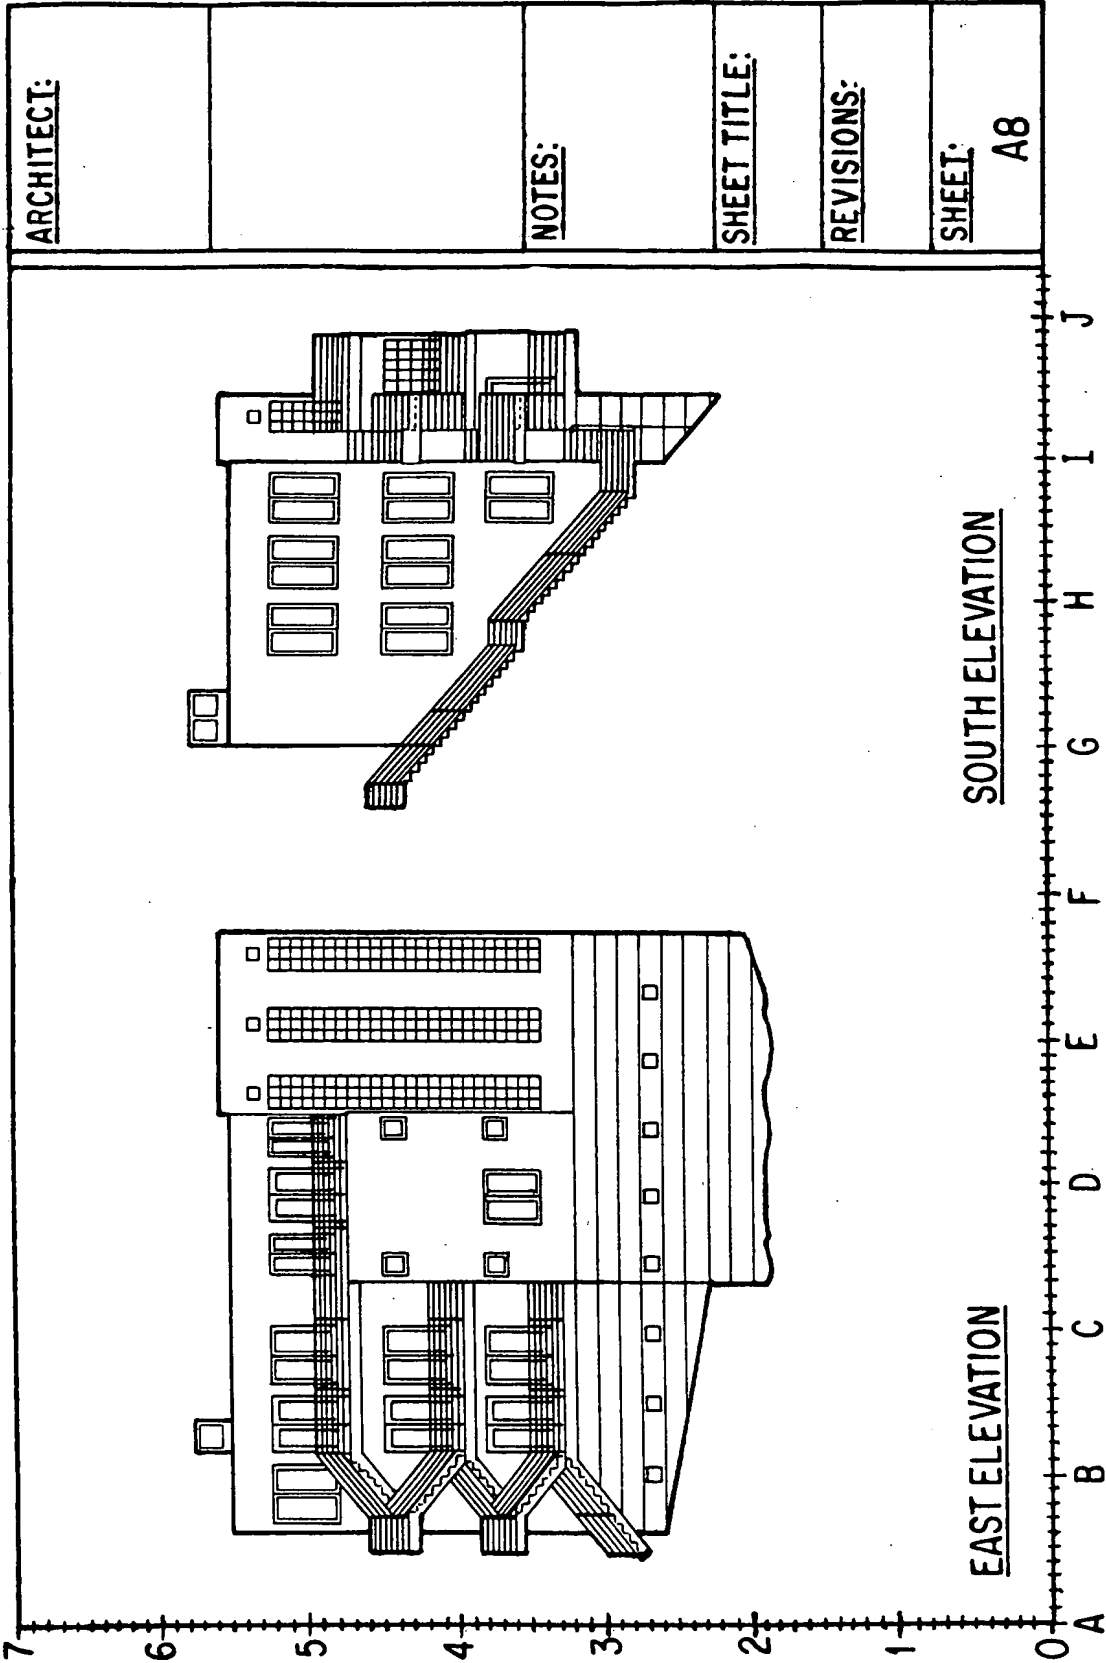 7
6
5
4
3
2
1
0
A
B
C
D
E
F
G
H
I
J
EAST ELEVATION
SOUTH ELEVATION
ARCHITECT:
NOTES:
SHEET TITLE:
REVISIONS:
SHEET:
A8